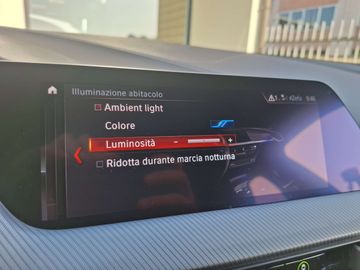 Illuminazione abitacolo
Ambient light
Colore
Luminosità - +
Ridotta durante marcia notturna